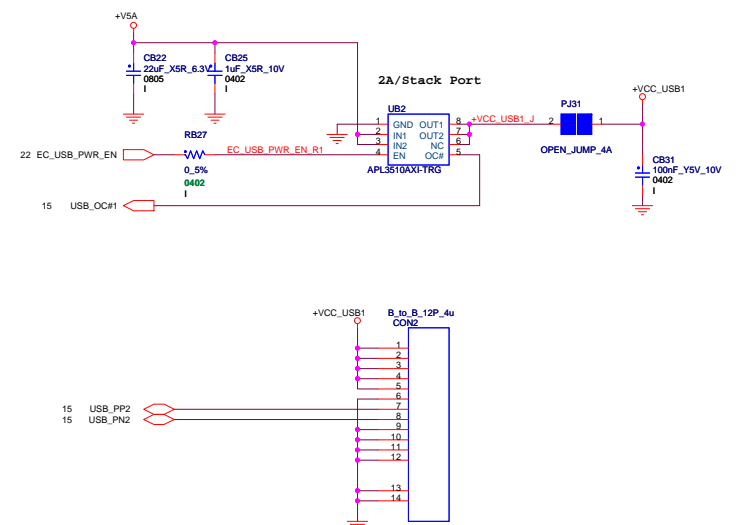 +V5A
CB22
22uF_X5R_6.3V
0805
I
CB25
1uF_X5R_10V
0402
I
2A/Stack Port
UB2
1 GND OUT1 8
2 IN1 OUT2 7
3 IN2 NC 6
4 EN OC# 5
APL3510AXI-TRG
+VCC_USB1_J
PJ31
2 1
OPEN_JUMP_4A
+VCC_USB1
CB31
100nF_Y5V_10V
0402
I
RB27
22 EC_USB_PWR_EN
EC_USB_PWR_EN_R1
0_5%
0402
I
15 USB_OC#1
+VCC_USB1
B_to_B_12P_4u
CON2
1
2
3
4
5
6
15 USB_PP2 7
15 USB_PN2 8
9
10
11
12
13
14